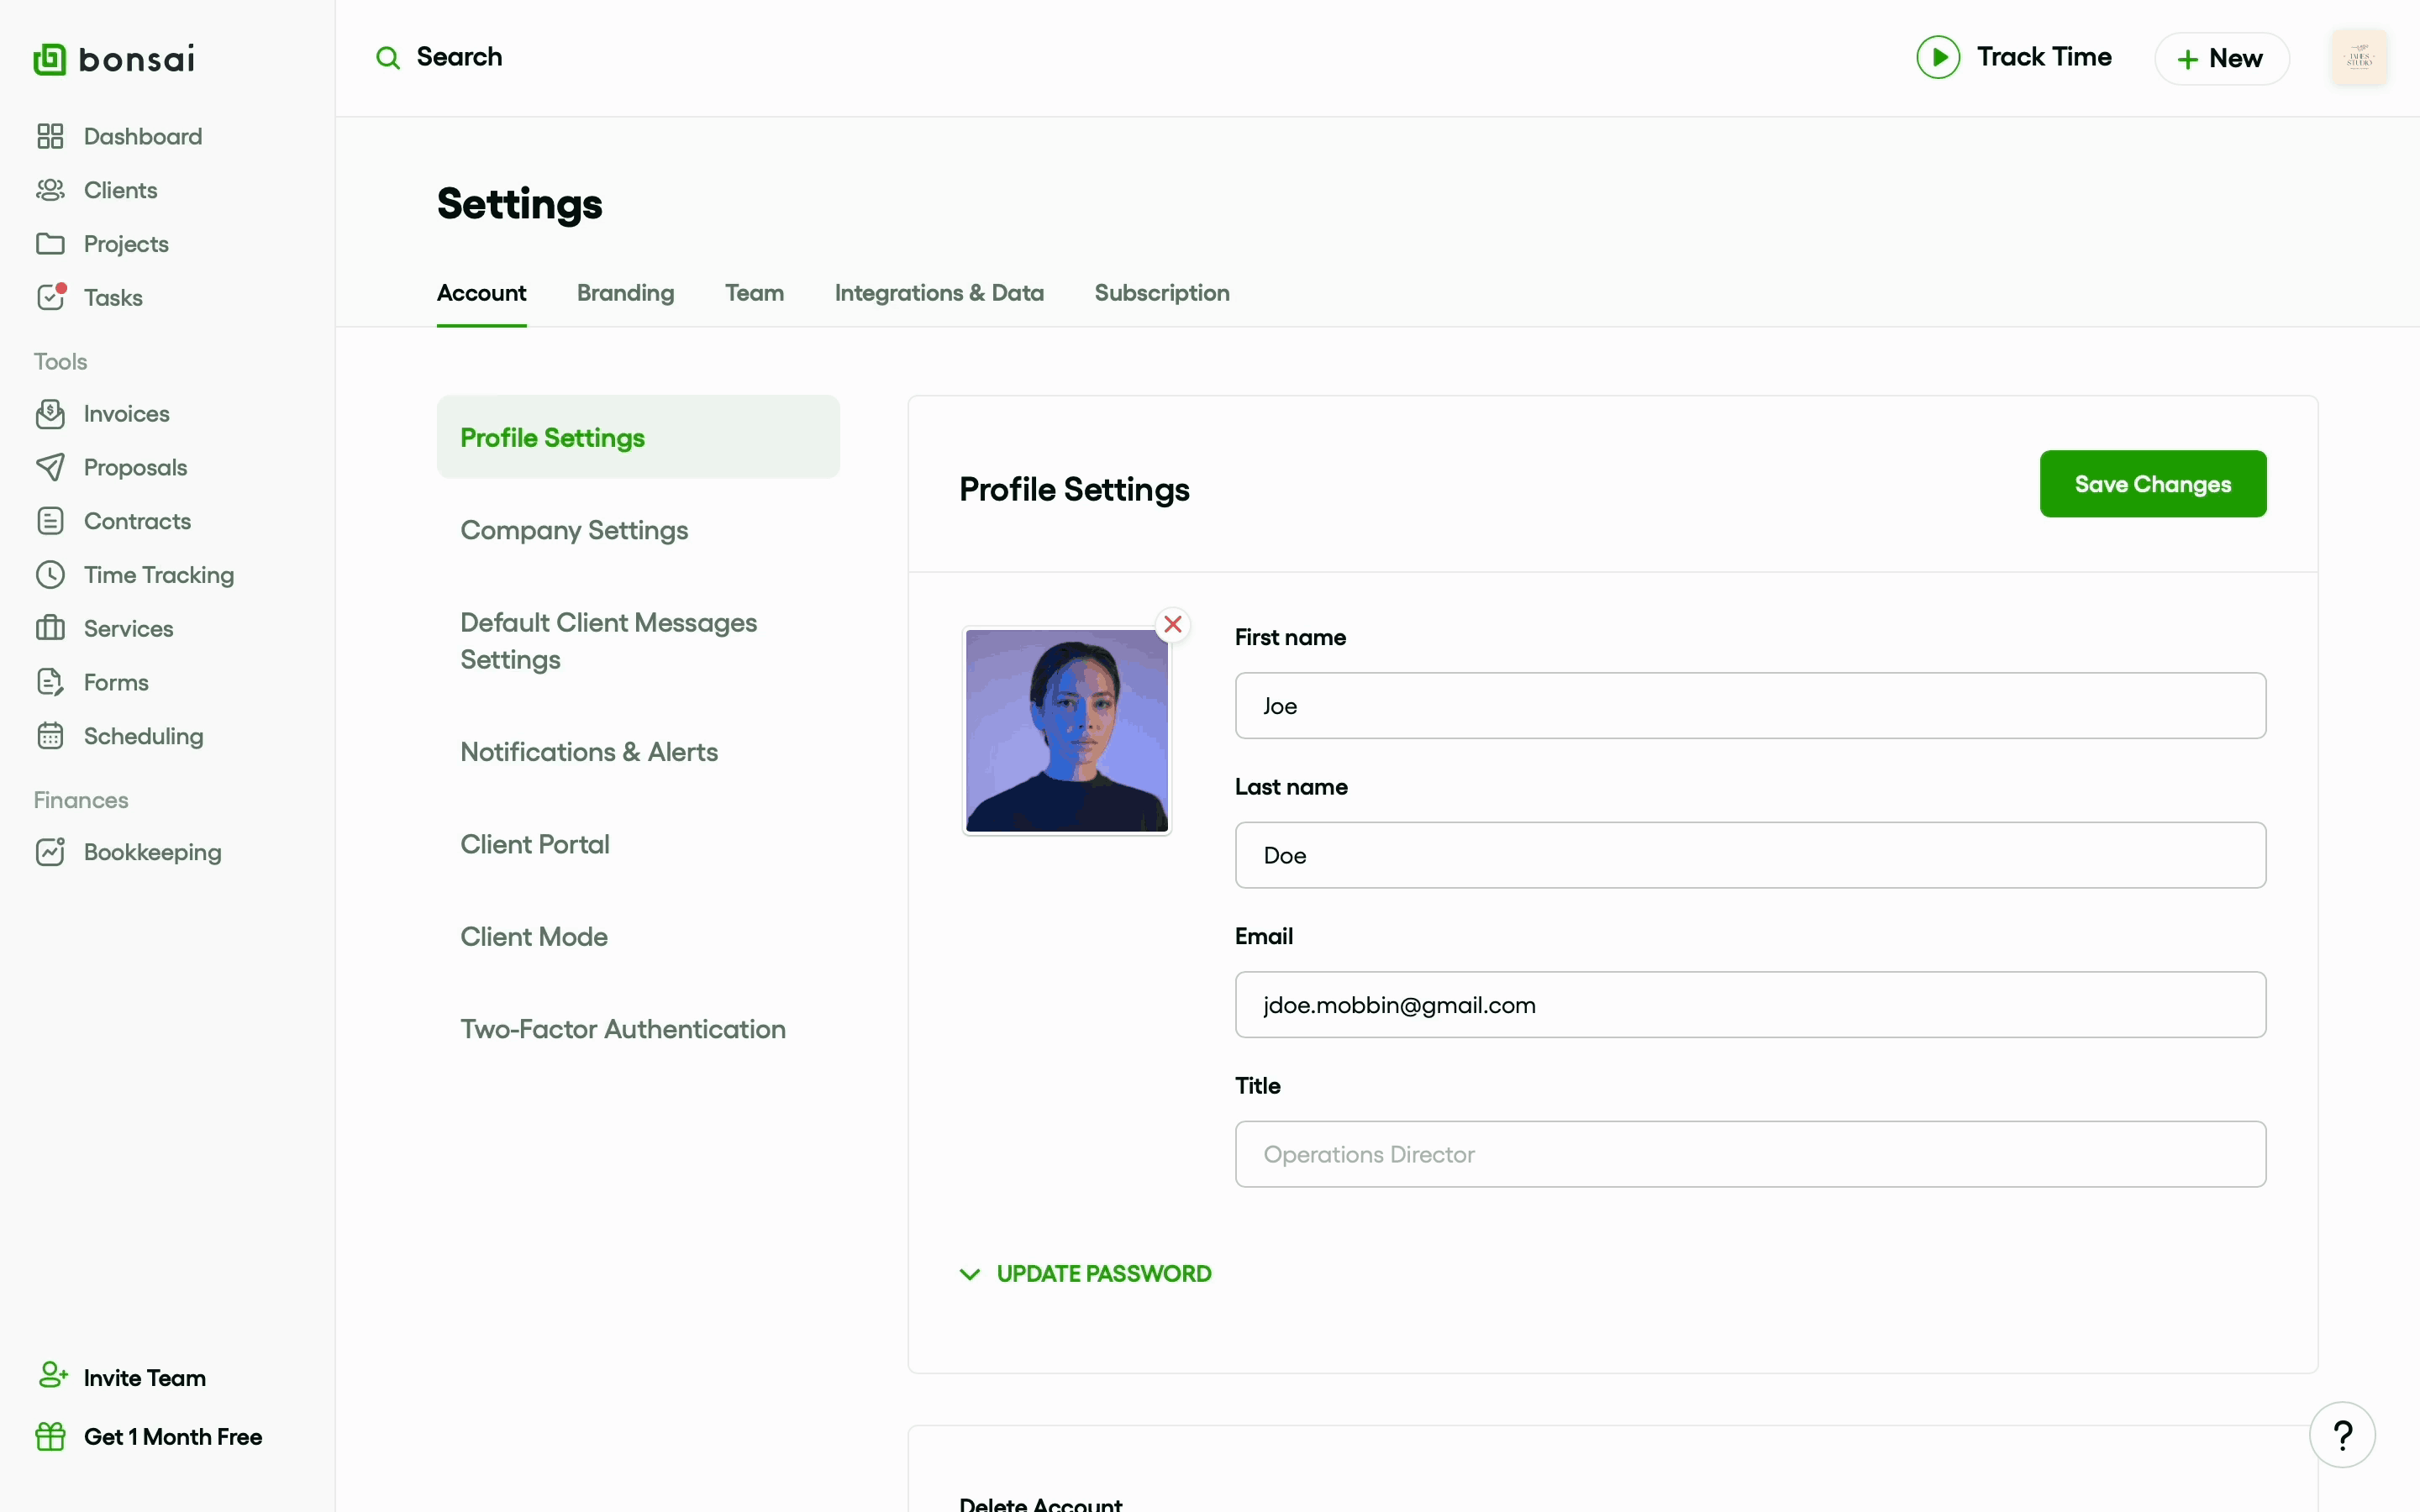 bonsai
Search
Track Time
New
JADES
STUDIO
Dashboard
Clients
Projects
Tasks
Tools
Invoices
Proposals
Contracts
Time Tracking
Services
Forms
Scheduling
Finances
Bookkeeping
Invite Team
Get 1 Month Free
Settings
Account
Branding
Team
Integrations & Data
Subscription
Profile Settings
Company Settings
Default Client Messages
Settings
Notifications & Alerts
Client Portal
Client Mode
Two-Factor Authentication
Profile Settings
Save Changes
First name
Joe
Last name
Doe
Email
jdoe.mobbin@gmail.com
Title
Operations Director
UPDATE PASSWORD
Delete Account
?